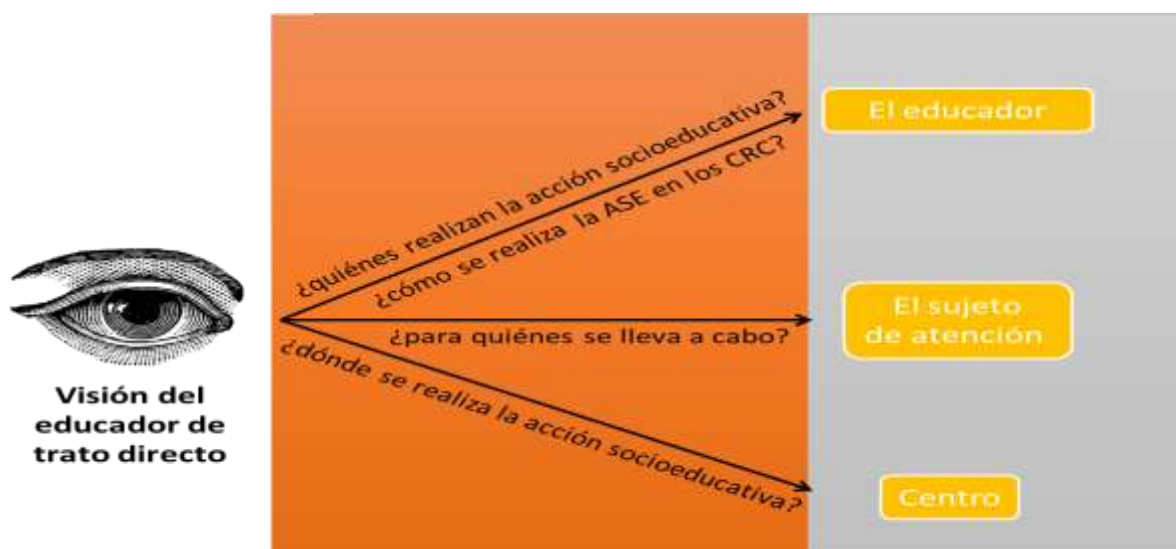 ¿quiénes realizan la acción socioeducativa?
¿cómo se realiza la ASE en los CRC?
El educador
¿para quiénes se lleva a cabo?
El sujeto
de atención
¿dónde se realiza la acción socioeducativa?
Centro
Visión del
educador de
trato directo